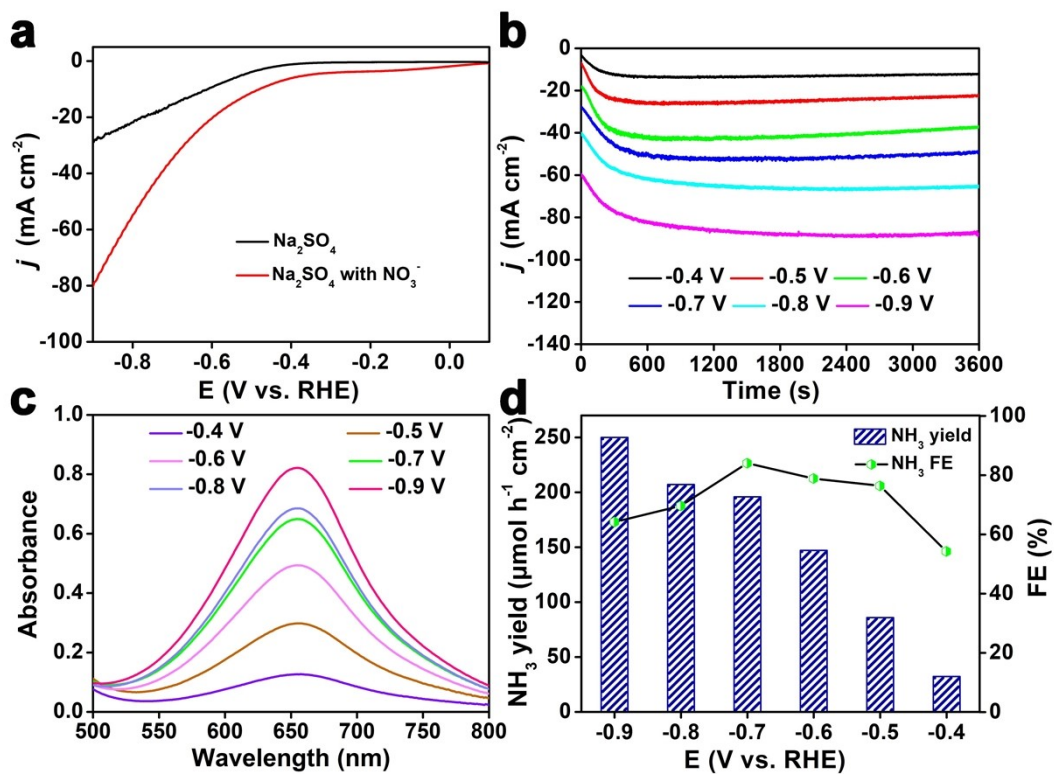 a
0
-20
-40
-60
-80
-100
j (mA cm-2)
Na2SO4
Na2SO4 with NO3-
-0.8 -0.6 -0.4 -0.2 0.0
E (V vs. RHE)
b
0
-20
-40
-60
-80
-100
-120
-140
j (mA cm-2)
-0.4 V -0.5 V -0.6 V
-0.7 V -0.8 V -0.9 V
0 600 1200 1800 2400 3000 3600
Time (s)
c
1.0
0.8
0.6
0.4
0.2
0.0
Absorbance
-0.4 V -0.5 V
-0.6 V -0.7 V
-0.8 V -0.9 V
500 550 600 650 700 750 800
Wavelength (nm)
d
250
200
150
100
50
0
NH3 yield (μmol h-1 cm-2)
NH3 yield
NH3 FE
100
80
60
40
20
0
FE (%)
-0.9 -0.8 -0.7 -0.6 -0.5 -0.4
E (V vs. RHE)